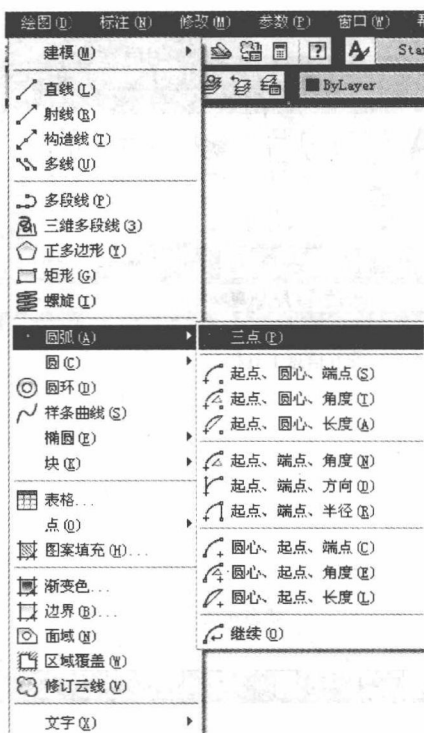 绘图(D) 标注(N) 修改(M) 参数(P) 窗口(W)
建模(M)
Sta
直线(L)
ByLayer
射线(R)
构造线(T)
多线(U)
多段线(P)
三维多段线(3)
正多边形(Y)
矩形(G)
螺旋(I)
圆弧(A)
三点(P)
圆(C)
起点、圆心、端点(S)
圆环(D)
起点、圆心、角度(T)
样条曲线(S)
起点、圆心、长度(A)
椭圆(E)
块(K)
起点、端点、角度(N)
起点、端点、方向(D)
表格...
起点、端点、半径(R)
点(O)
图案填充(H)...
圆心、起点、端点(C)
渐变色...
圆心、起点、角度(E)
边界(B)...
圆心、起点、长度(L)
面域(N)
继续(O)
区域覆盖(W)
修订云线(V)
文字(X)